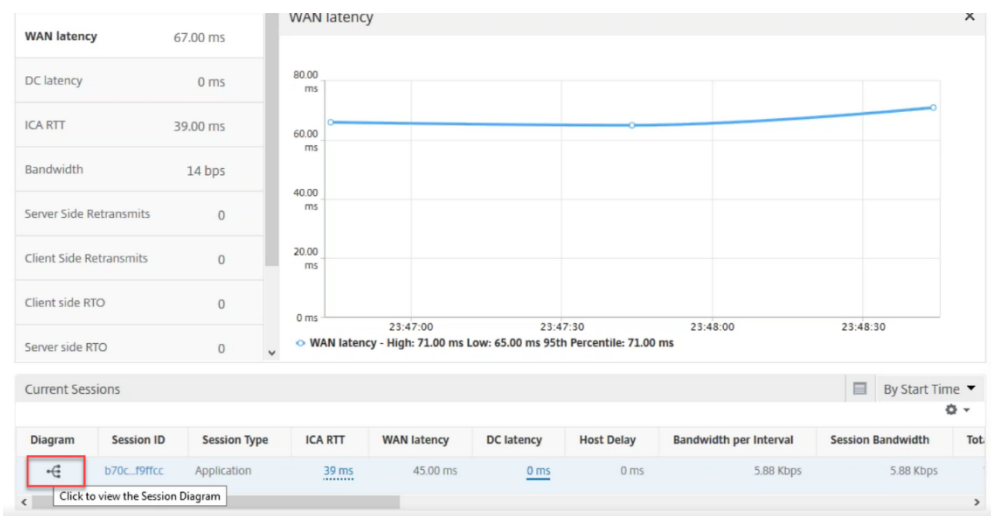 WAN latency
WAN latency 67.00 ms
DC latency 0 ms
ICA RTT 39.00 ms
Bandwidth 14 bps
Server Side Retransmits 0
Client Side Retransmits 0
Client side RTO 0
Server side RTO 0
80.00
ms
60.00
ms
40.00
ms
20.00
ms
0 ms
23:47:00 23:47:30 23:48:00 23:48:30
WAN latency - High: 71.00 ms Low: 65.00 ms 95th Percentile: 71.00 ms
Current Sessions By Start Time
Diagram Session ID Session Type ICA RTT WAN latency DC latency Host Delay Bandwidth per Interval Session Bandwidth
b70c...f9ffcc Application 39 ms 45.00 ms 0 ms 0 ms 5.88 Kbps 5.88 Kbps
Click to view the Session Diagram